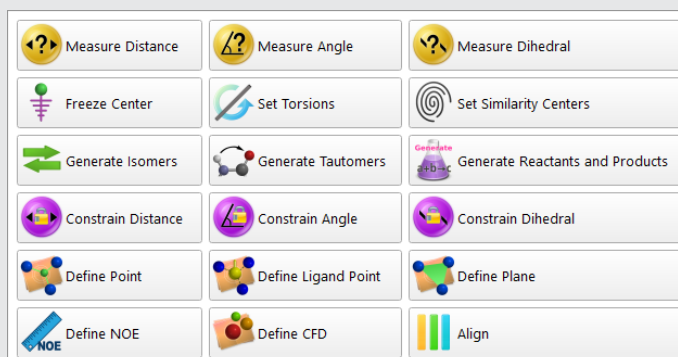 Measure Distance
Measure Angle
Measure Dihedral
Freeze Center
Set Torsions
Set Similarity Centers
Generate Isomers
Generate Tautomers
Generate
a+b→c
Generate Reactants and Products
Constrain Distance
Constrain Angle
Constrain Dihedral
Define Point
Define Ligand Point
Define Plane
NOE
Define NOE
Define CFD
Align